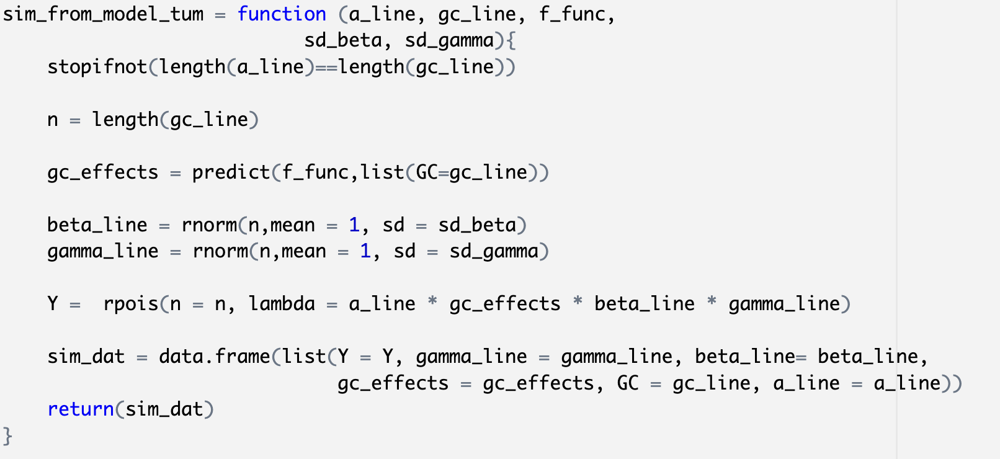 sim_from_model_tum = function (a_line, gc_line, f_func,
                           sd_beta, sd_gamma){
    stopifnot(length(a_line)==length(gc_line))

    n = length(gc_line)

    gc_effects = predict(f_func,list(GC=gc_line))

    beta_line = rnorm(n,mean = 1, sd = sd_beta)
    gamma_line = rnorm(n,mean = 1, sd = sd_gamma)

    Y =  rpois(n = n, lambda = a_line * gc_effects * beta_line * gamma_line)

    sim_dat = data.frame(list(Y = Y, gamma_line = gamma_line, beta_line= beta_line,
                              gc_effects = gc_effects, GC = gc_line, a_line = a_line))
    return(sim_dat)
}